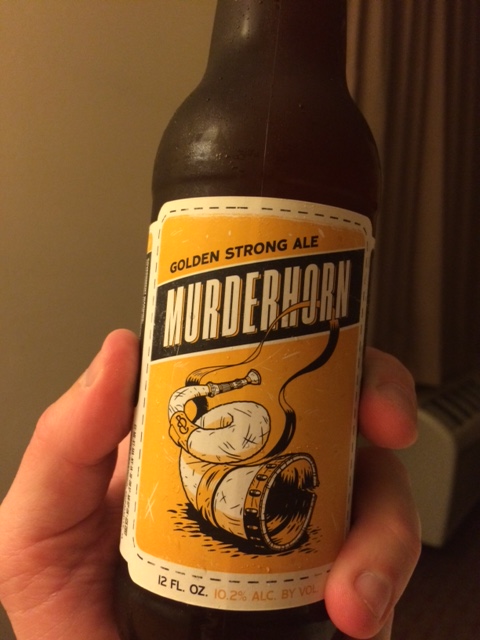 GOLDEN STRONG ALE
MURDERHORN
12 FL. OZ. 10.2% ALC. BY VOL.